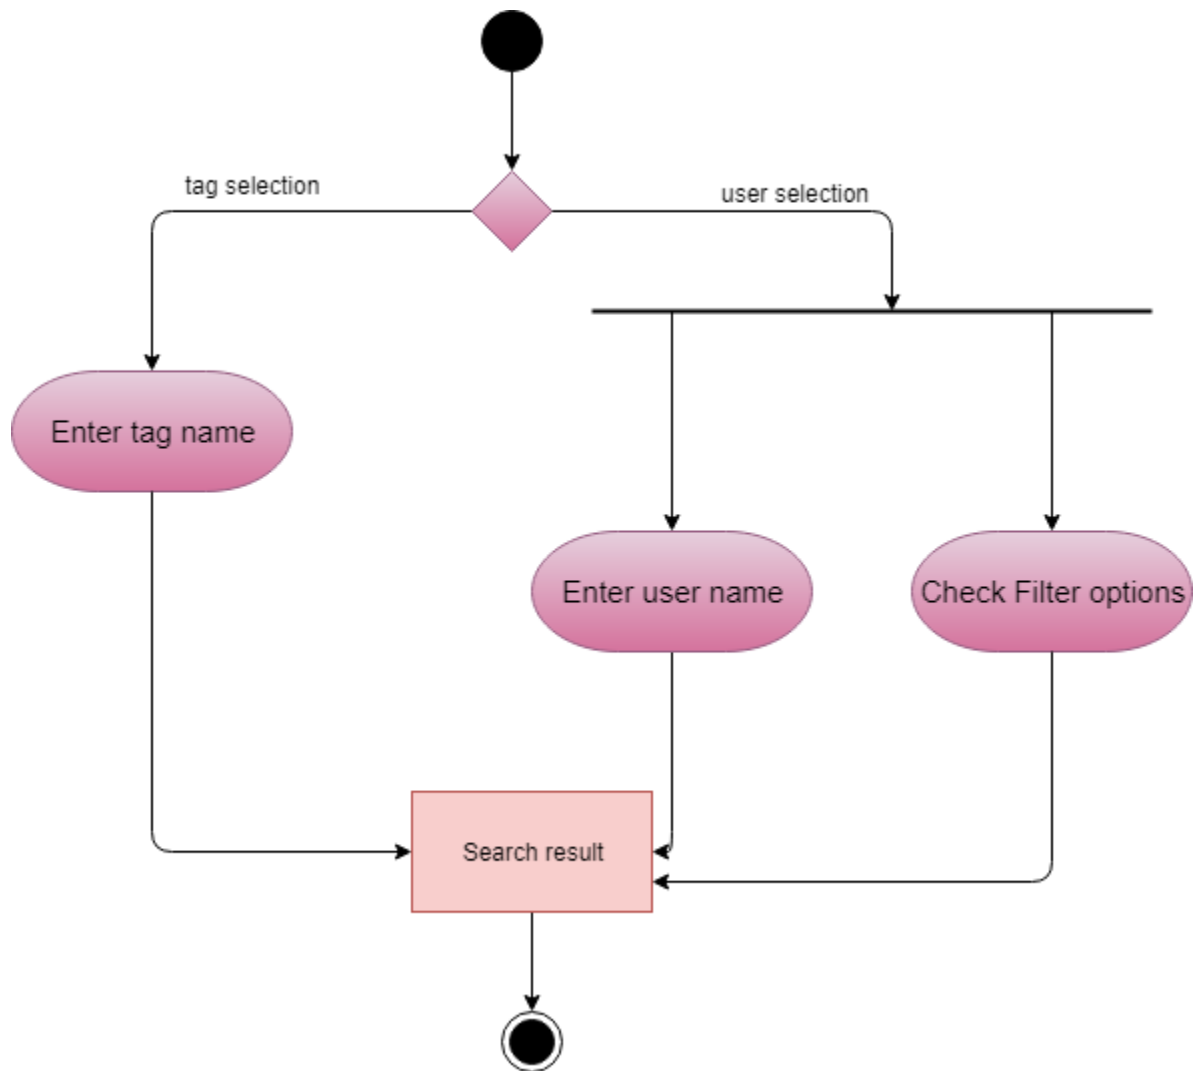 tag selection
user selection
Enter tag name
Enter user name
Check Filter options
Search result